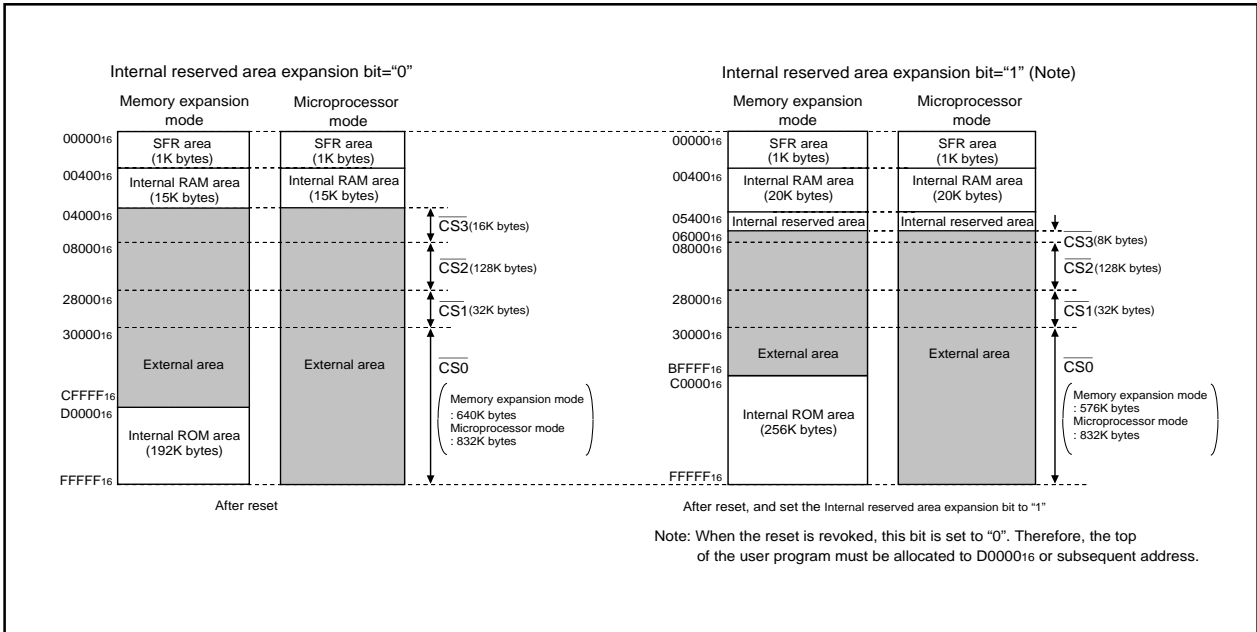 Internal reserved area expansion bit=“0”
Memory expansion
mode
Microprocessor
mode
0000016
0040016
0400016
0800016
2800016
3000016
CFFFF16
D000016
FFFFF16
SFR area
(1K bytes)
Internal RAM area
(15K bytes)
External area
Internal ROM area
(192K bytes)
SFR area
(1K bytes)
Internal RAM area
(15K bytes)
External area
CS3(16K bytes)
CS2(128K bytes)
CS1(32K bytes)
CS0
Memory expansion mode
: 640K bytes
Microprocessor mode
: 832K bytes
After reset
Internal reserved area expansion bit=“1” (Note)
Memory expansion
mode
Microprocessor
mode
0000016
0040016
0540016
0600016
0800016
2800016
3000016
BFFFF16
C000016
FFFFF16
SFR area
(1K bytes)
Internal RAM area
(20K bytes)
Internal reserved area
External area
Internal ROM area
(256K bytes)
SFR area
(1K bytes)
Internal RAM area
(20K bytes)
Internal reserved area
External area
CS3(8K bytes)
CS2(128K bytes)
CS1(32K bytes)
CS0
Memory expansion mode
: 576K bytes
Microprocessor mode
: 832K bytes
After reset, and set the Internal reserved area expansion bit to “1”
Note: When the reset is revoked, this bit is set to “0”. Therefore, the top
of the user program must be allocated to D000016 or subsequent address.